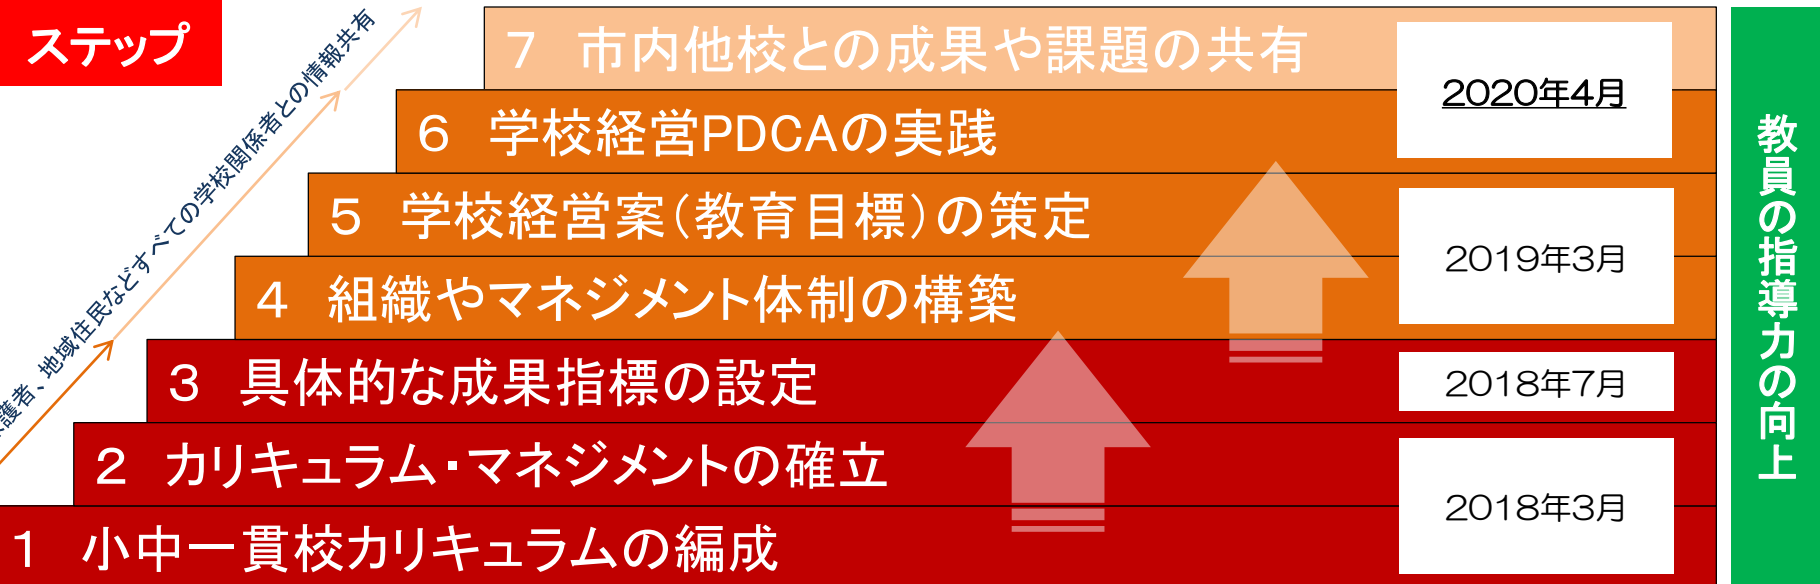 ステップ
7 市内他校との成果や課題の共有
2020年4月
6 学校経営PDCAの実践
5 学校経営案(教育目標)の策定
2019年3月
4 組織やマネジメント体制の構築
3 具体的な成果指標の設定
2018年7月
2 カリキュラム・マネジメントの確立
2018年3月
1 小中一貫校カリキュラムの編成
護者、地域住民などすべての学校関係者との情報共有
教員の指導力の向上